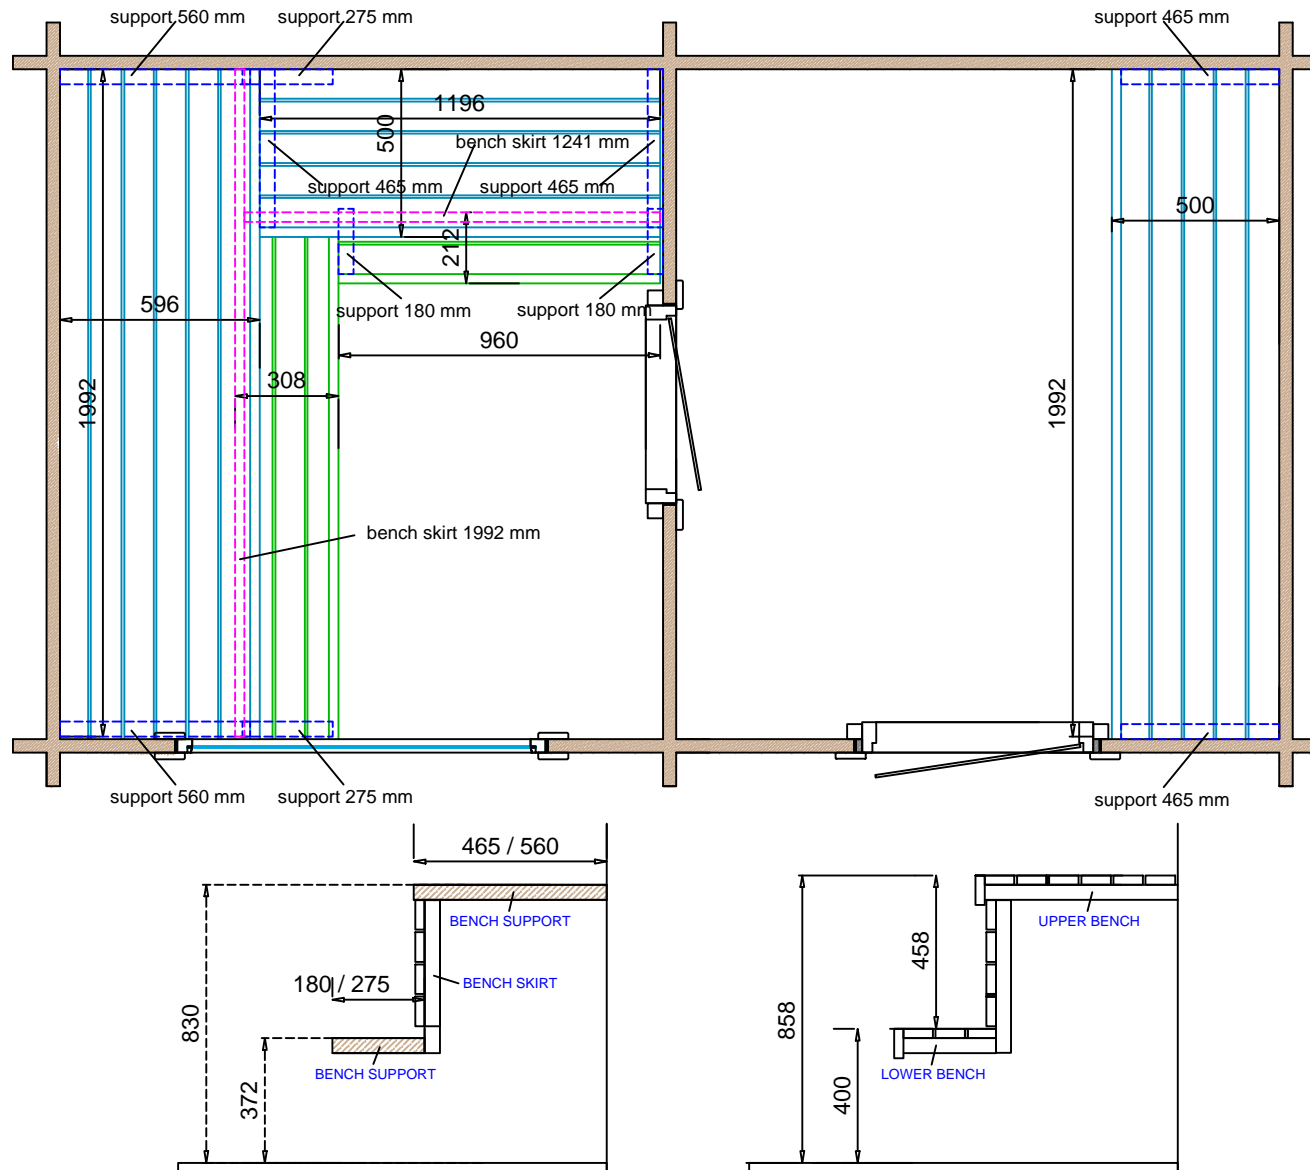 support 560 mm
support 275 mm
support 465 mm
1196
500
bench skirt 1241 mm
support 465 mm
support 465 mm
500
212
596
support 180 mm
support 180 mm
960
308
1992
1992
bench skirt 1992 mm
support 560 mm
support 275 mm
support 465 mm
465 / 560
BENCH SUPPORT
UPPER BENCH
458
180 / 275
BENCH SKIRT
830
858
BENCH SUPPORT
LOWER BENCH
372
400